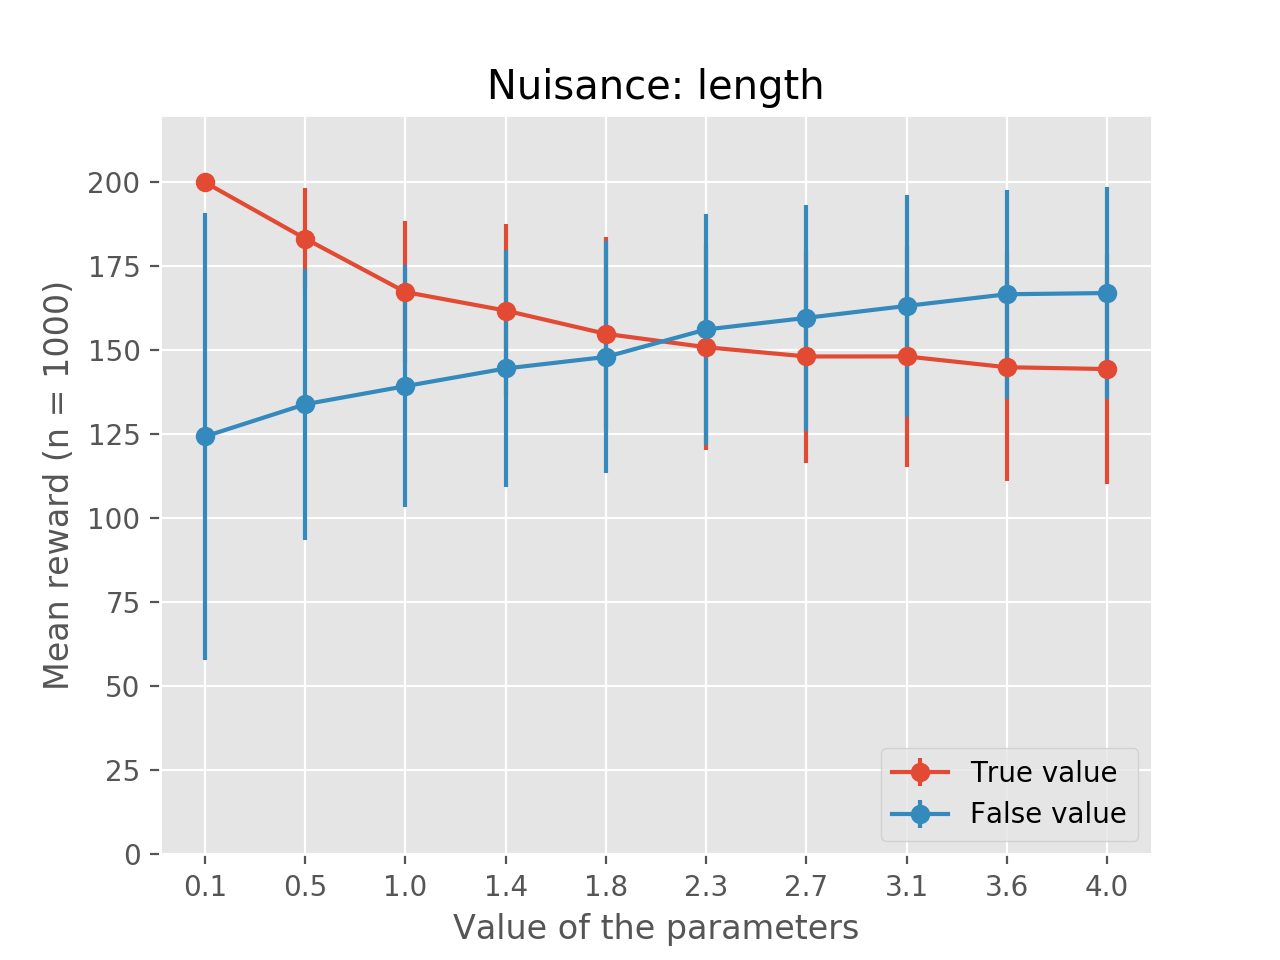 Nuisance: length
Mean reward (n = 1000)
200
175
150
125
100
75
50
25
0
True value
False value
0.1 0.5 1.0 1.4 1.8 2.3 2.7 3.1 3.6 4.0
Value of the parameters